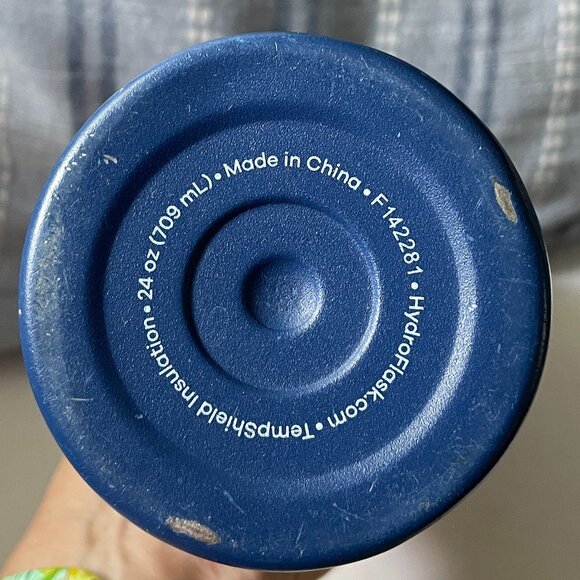 Made in China • F142281 • HydroFlask.com • TempShield Insulation • 24 oz (709 mL) •